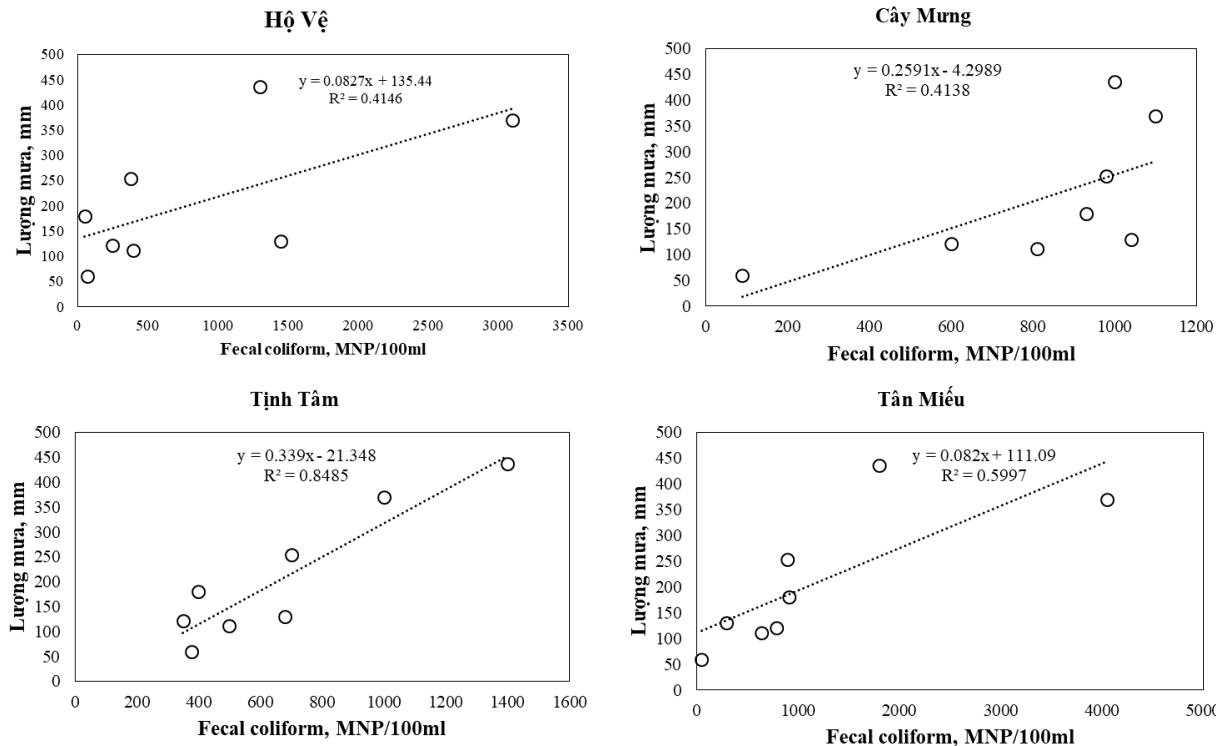 Hộ Vệ
500
450
400
350
300
250
200
150
100
50
0
Lượng mưa, mm
y = 0.0827x + 135.44
R² = 0.4146
0 500 1000 1500 2000 2500 3000 3500
Fecal coliform, MNP/100ml
Cây Mưng
500
450
400
350
300
250
200
150
100
50
0
Lượng mưa, mm
y = 0.2591x - 4.2989
R² = 0.4138
0 200 400 600 800 1000 1200
Fecal coliform, MNP/100ml
Tịnh Tâm
500
450
400
350
300
250
200
150
100
50
0
Lượng mưa, mm
y = 0.339x - 21.348
R² = 0.8485
0 200 400 600 800 1000 1200 1400 1600
Fecal coliform, MNP/100ml
Tân Miếu
500
450
400
350
300
250
200
150
100
50
0
Lượng mưa, mm
y = 0.082x + 111.09
R² = 0.5997
0 1000 2000 3000 4000 5000
Fecal coliform, MNP/100ml